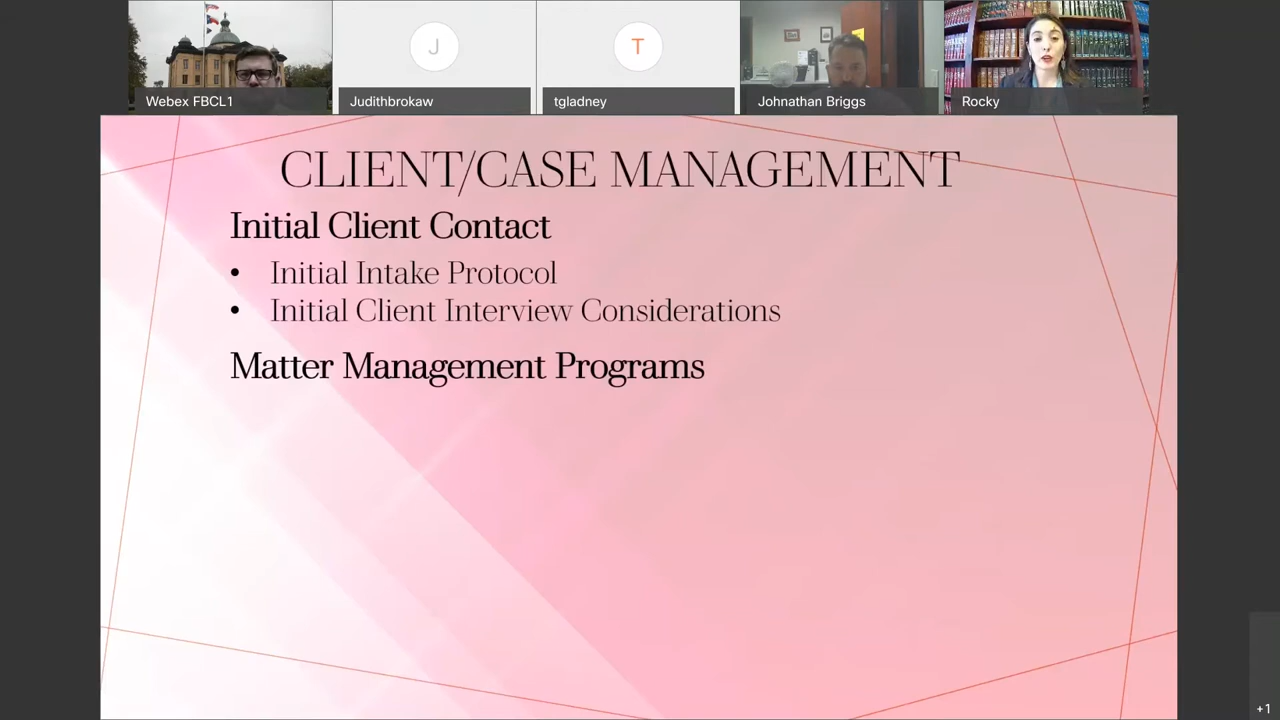 Webex FBCL1
J
Judithbrokaw
T
tgladney
Johnathan Briggs
Rocky
CLIENT/CASE MANAGEMENT
Initial Client Contact
• Initial Intake Protocol
• Initial Client Interview Considerations
Matter Management Programs
+1